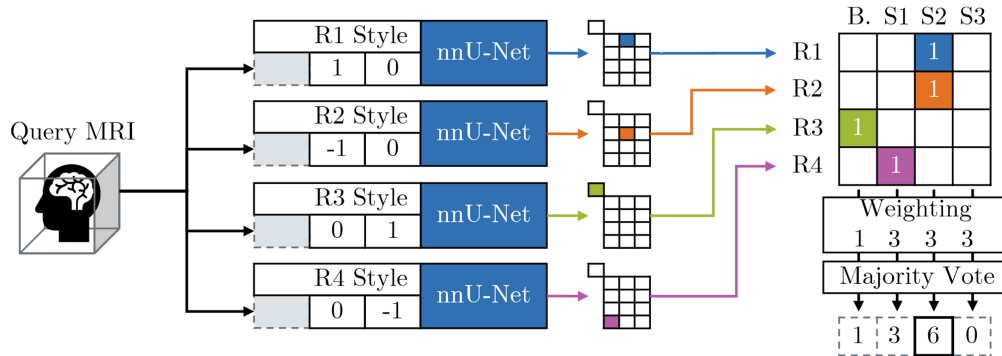 B. S1 S2 S3
R1 Style
nnU-Net
1 0
R1
1
R2
1
R2 Style
nnU-Net
-1 0
Query MRI
R3
1
R4
1
R3 Style
nnU-Net
0 1
Weighting
1 3 3 3
R4 Style
nnU-Net
0 -1
Majority Vote
1 3 6 0